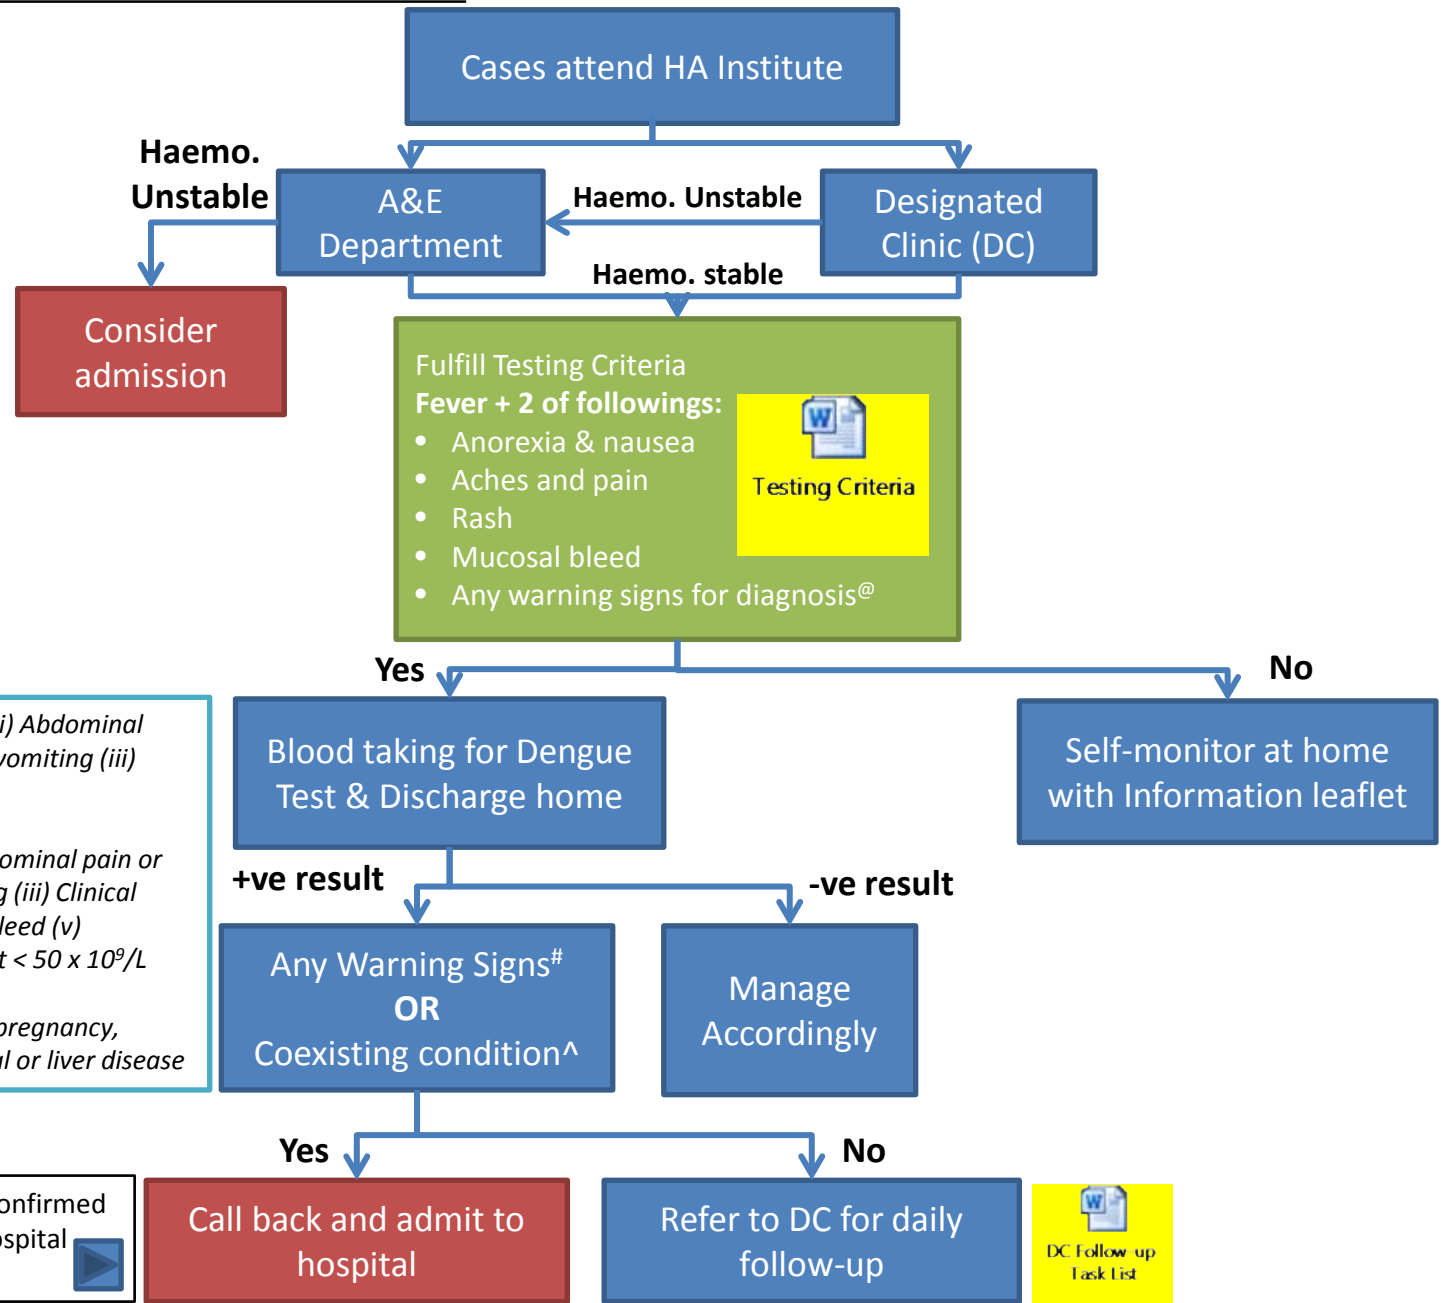 Cases attend HA Institute
Haemo.
Unstable
A&E
Department
Haemo. Unstable
Designated
Clinic (DC)
Haemo. stable
Consider
admission
Fulfill Testing Criteria
Fever + 2 of followings:
• Anorexia & nausea
• Aches and pain
• Rash
• Mucosal bleed
• Any warning signs for diagnosis@
Testing Criteria
Yes
No
i) Abdominal
vomiting (iii)
ominal pain or
g (iii) Clinical
leed (v)
t < 50 x 10⁹/L
pregnancy,
al or liver disease
Blood taking for Dengue
Test & Discharge home
Self-monitor at home
with Information leaflet
+ve result
-ve result
Any Warning Signs#
OR
Coexisting condition^
Manage
Accordingly
Yes
No
onfirmed
ospital
Call back and admit to
hospital
Refer to DC for daily
follow-up
DC Follow-up
Task List